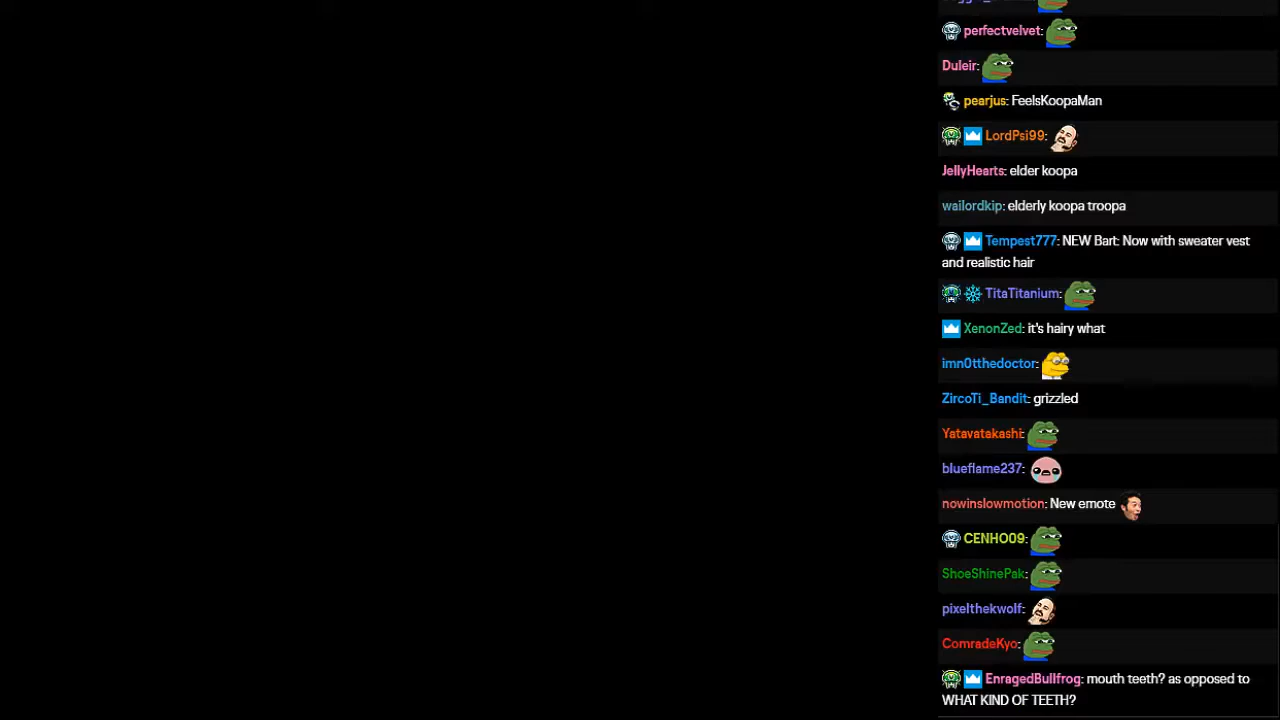 perfectvelvet:
Duleir:
pearjus: FeelsKoopaMan
LordPsi99:
JellyHearts: elder koopa
wailordkip: elderly koopa troopa
Tempest777: NEW Bart: Now with sweater vest
and realistic hair
TitaTitanium:
XenonZed: it's hairy what
imn0tthedoctor:
ZircoTi_Bandit: grizzled
Yatavatakashi:
blueflame237:
nowinslowmotion: New emote
CENHO09:
ShoeShinePak:
pixelthekwolf:
ComradeKyo:
EnragedBullfrog: mouth teeth? as opposed to
WHAT KIND OF TEETH?